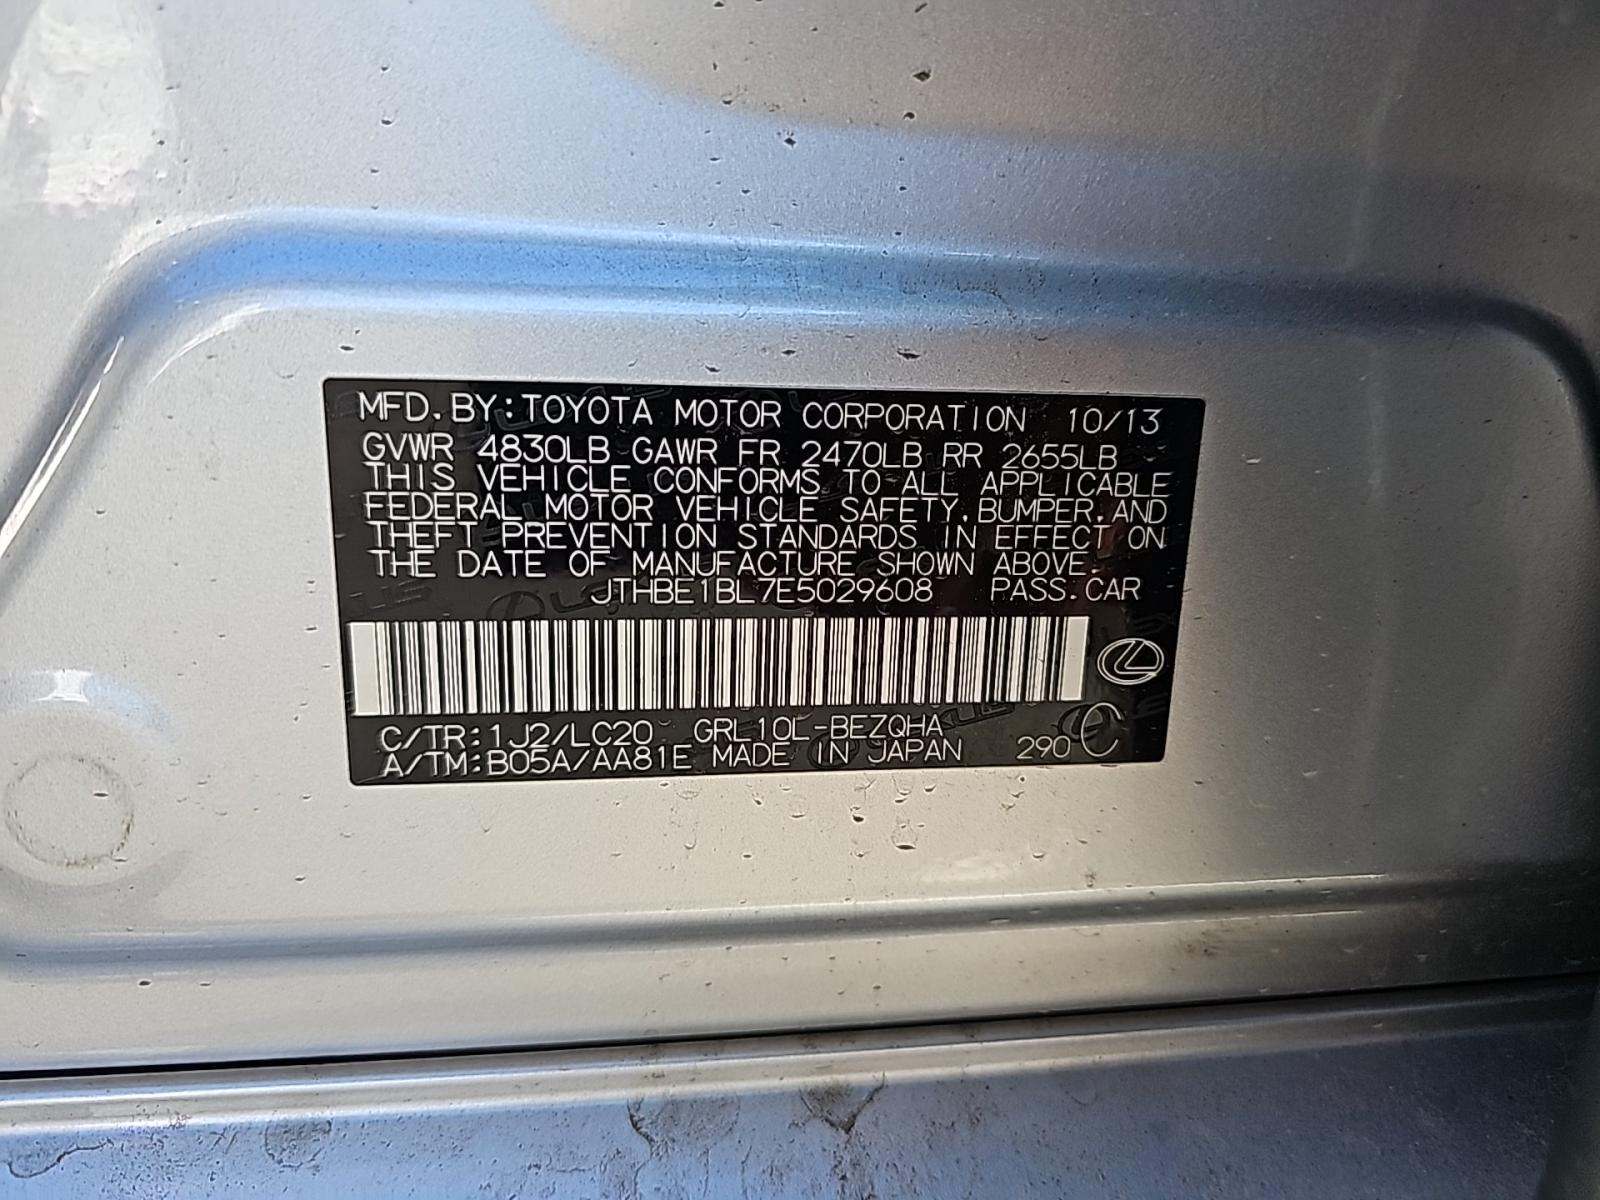 MFD. BY: TOYOTA MOTOR CORPORATION 10/13
GVWR 4830LB GAWR FR 2470LB RR 2655LB
THIS VEHICLE CONFORMS TO ALL APPLICABLE
FEDERAL MOTOR VEHICLE SAFETY, BUMPER, AND
THEFT PREVENTION STANDARDS IN EFFECT ON
THE DATE OF MANUFACTURE SHOWN ABOVE.
JTHBE1BL7E5029608 PASS. CAR
C/TR: 1J2/LC20 GRL10L-BEZQHA
A/TM: B05A/AA81E MADE IN JAPAN 290 C